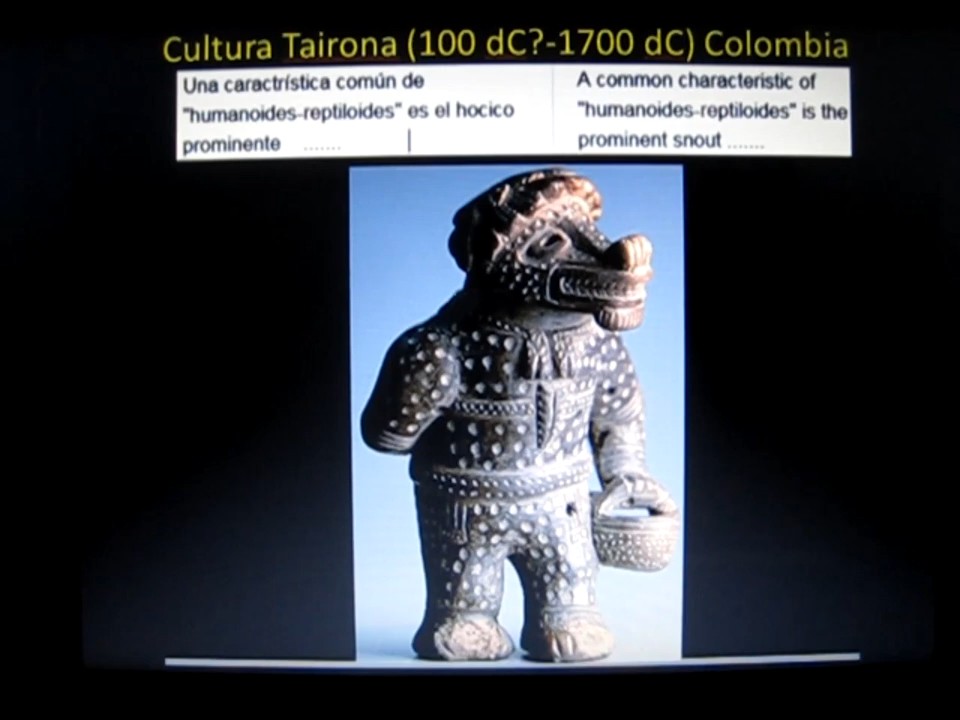 Cultura Tairona (100 dC?-1700 dC) Colombia
Una caractrística común de
"humanoides-reptiloides" es el hocico
prominente .......
A common characteristic of
"humanoides-reptiloides" is the
prominent snout .......